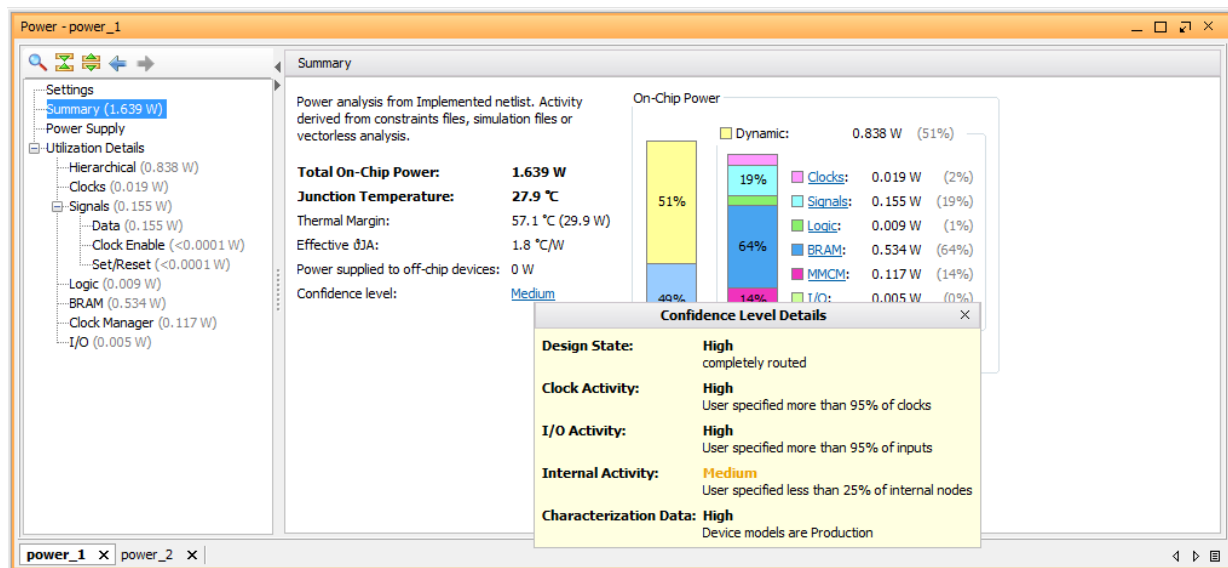 Power - power_1
Settings
Summary (1.639 W)
Power Supply
Utilization Details
Hierarchical (0.838 W)
Clocks (0.019 W)
Signals (0.155 W)
Data (0.155 W)
Clock Enable (<0.0001 W)
Set/Reset (<0.0001 W)
Logic (0.009 W)
BRAM (0.534 W)
Clock Manager (0.117 W)
I/O (0.005 W)
Summary
Power analysis from Implemented netlist. Activity
derived from constraints files, simulation files or
vectorless analysis.
Total On-Chip Power: 1.639 W
Junction Temperature: 27.9 °C
Thermal Margin: 57.1 °C (29.9 W)
Effective ϑJA: 1.8 °C/W
Power supplied to off-chip devices: 0 W
Confidence level: Medium
On-Chip Power
Dynamic: 0.838 W (51%)
51%
49%
19%
64%
14%
Clocks: 0.019 W (2%)
Signals: 0.155 W (19%)
Logic: 0.009 W (1%)
BRAM: 0.534 W (64%)
MMCM: 0.117 W (14%)
I/O: 0.005 W (0%)
Confidence Level Details
Design State: High
completely routed
Clock Activity: High
User specified more than 95% of clocks
I/O Activity: High
User specified more than 95% of inputs
Internal Activity: Medium
User specified less than 25% of internal nodes
Characterization Data: High
Device models are Production
power_1 X power_2 X